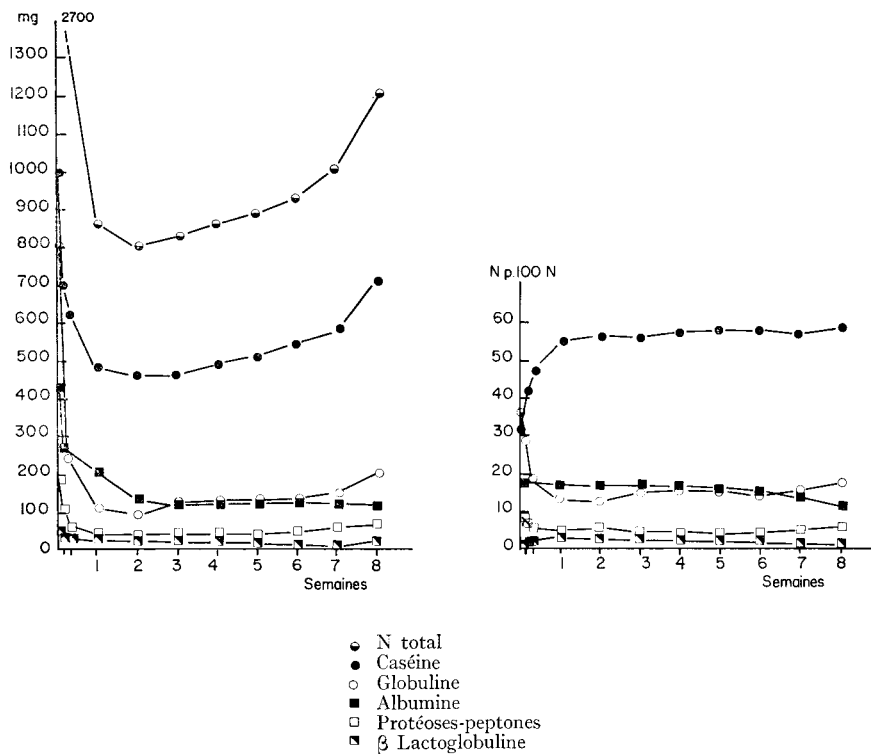 mg 2700
1300
1200
1100
1000
900
800
700
600
500
400
300
200
100
0
1 2 3 4 5 6 7 8
Semaines
N p.100 N
60
50
40
30
20
10
0
1 2 3 4 5 6 7 8
Semaines
N total
Caséine
Globuline
Albumine
Protéoses-peptones
β Lactoglobuline